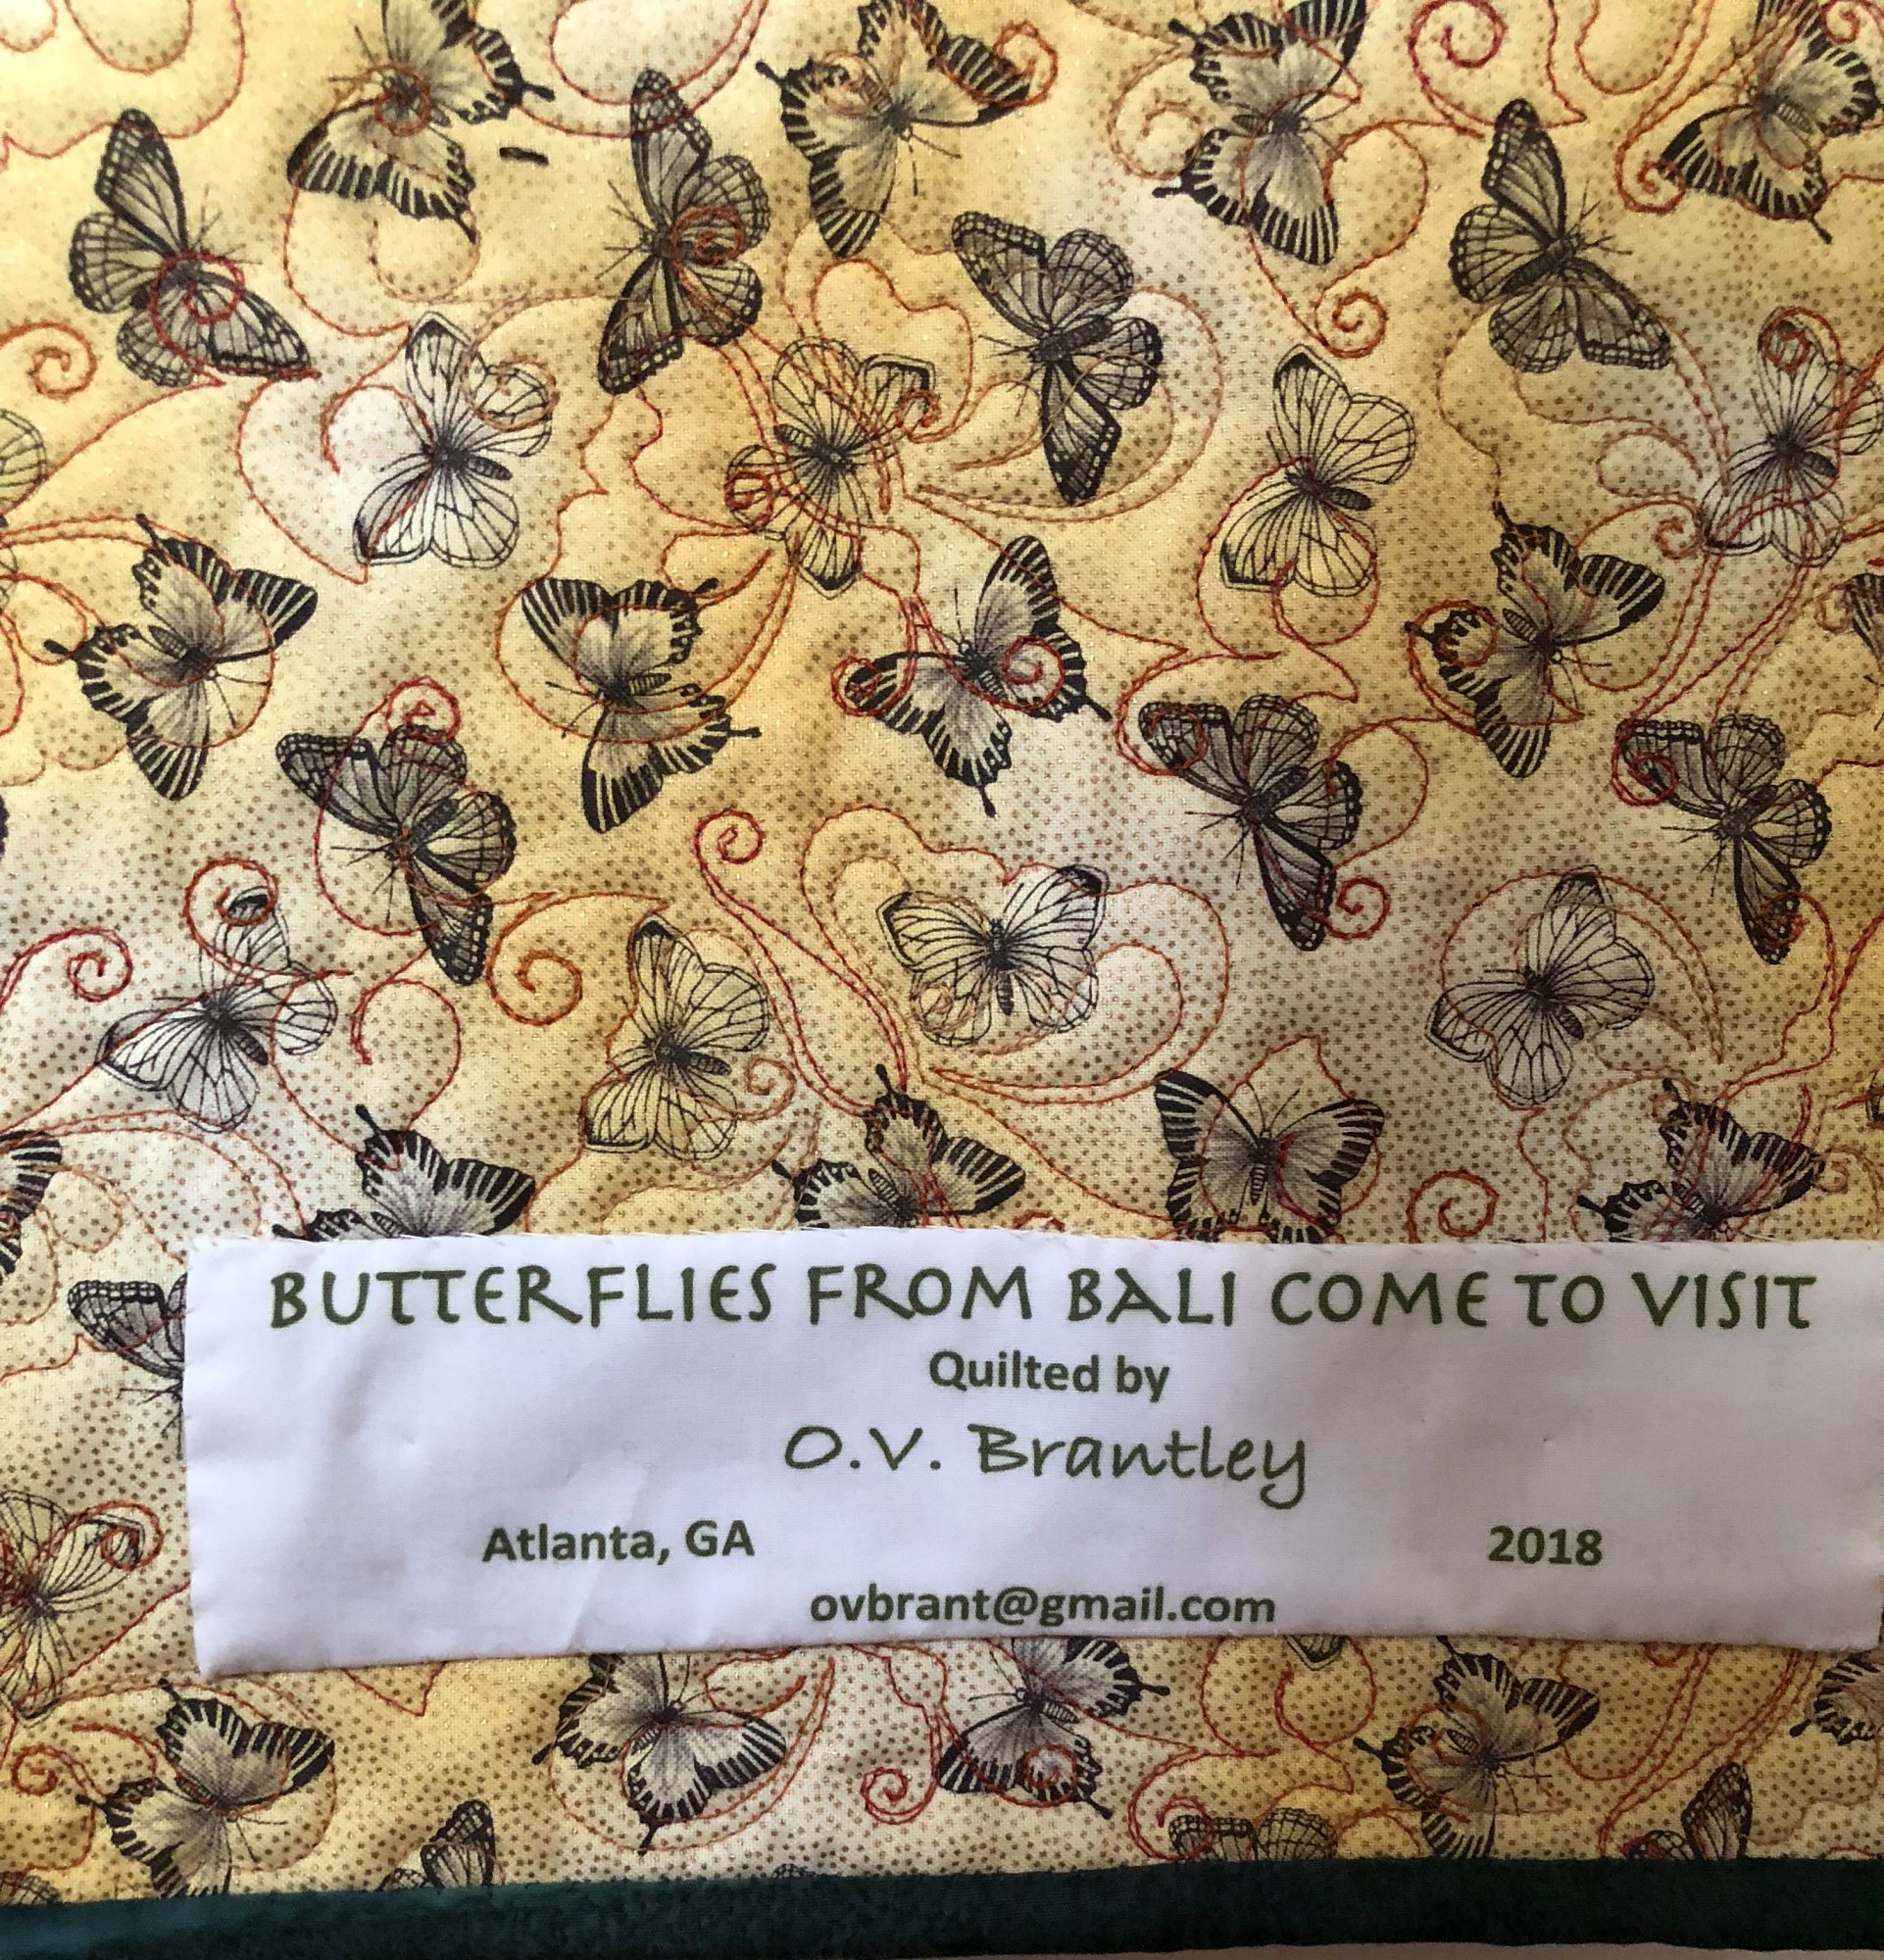 BUTTERFLIES FROM BALI COME TO VISIT
Quilted by
O.V. Brantley
Atlanta, GA 2018
ovbrant@gmail.com